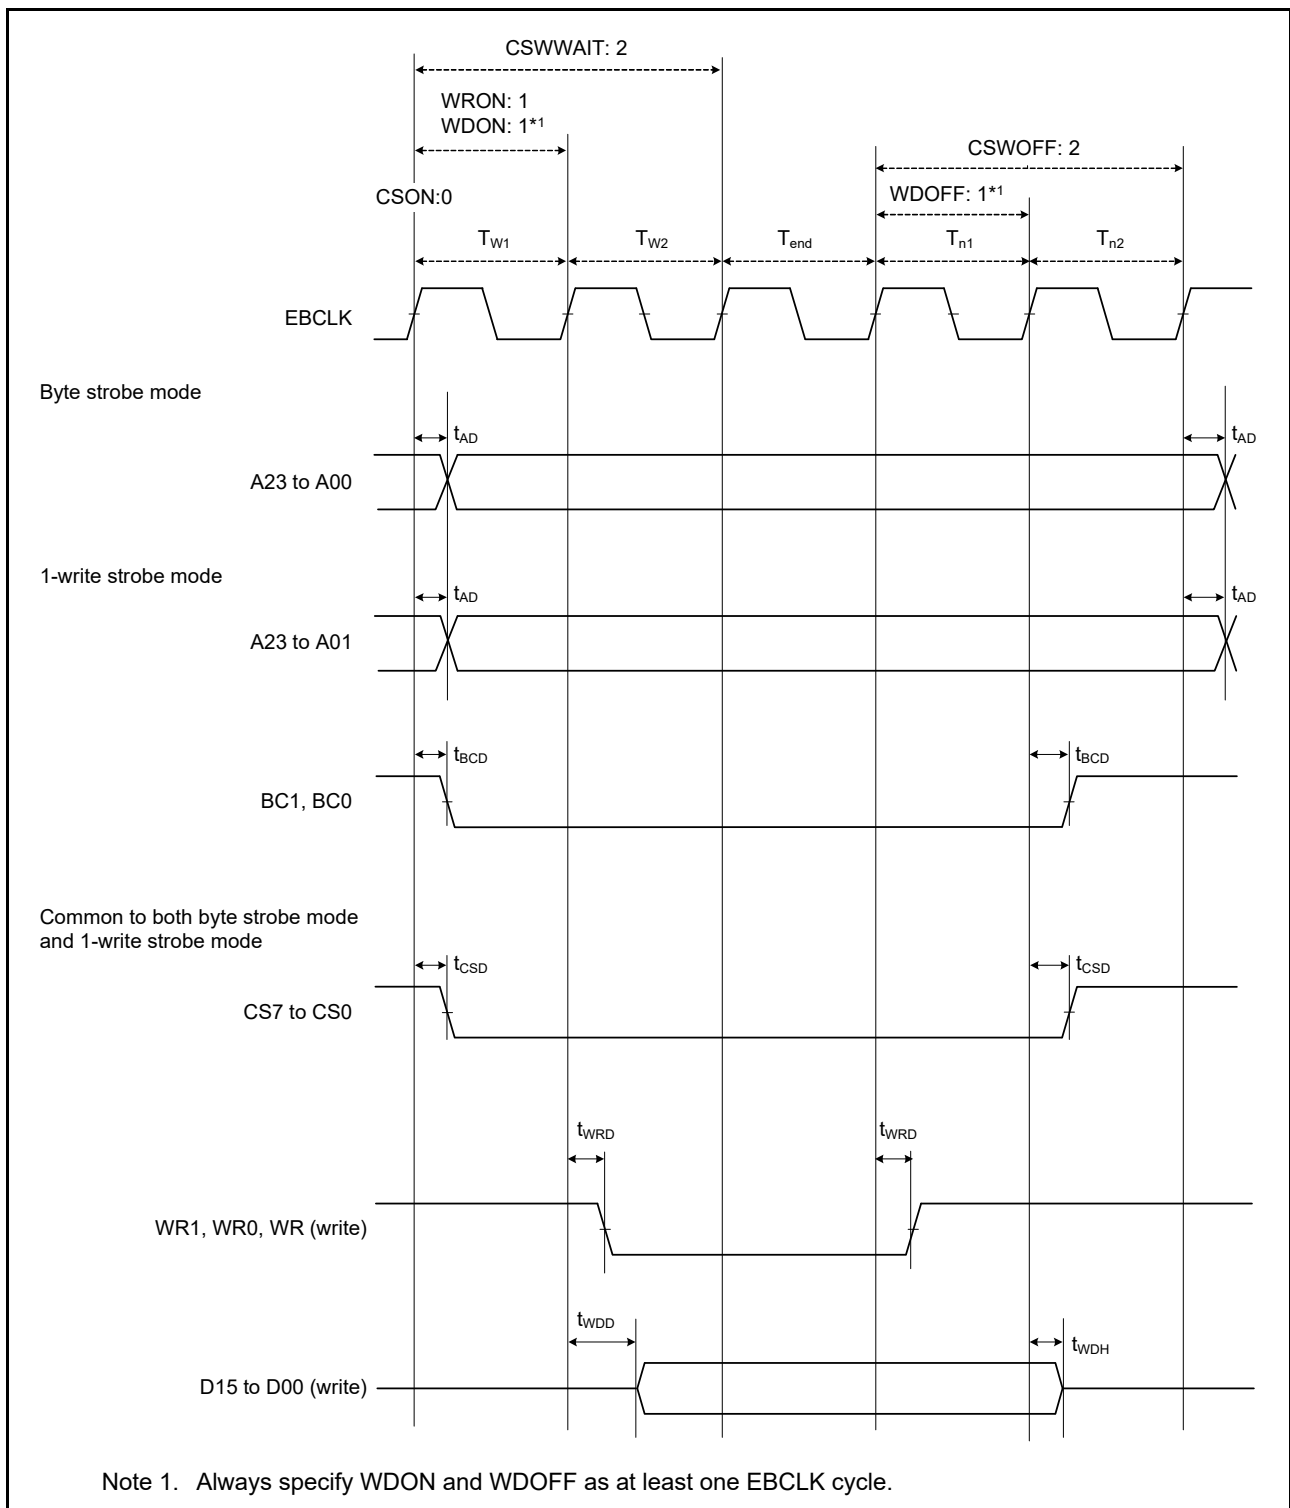 CSWWAIT: 2
WRON: 1
WDON: 1*1
CSWOFF: 2
CSON:0
WDOFF: 1*1
TW1 TW2 Tend Tn1 Tn2
EBCLK
Byte strobe mode
tAD tAD
A23 to A00
1-write strobe mode
tAD tAD
A23 to A01
tBCD tBCD
BC1, BC0
Common to both byte strobe mode
and 1-write strobe mode
tCSD tCSD
CS7 to CS0
tWRD tWRD
WR1, WR0, WR (write)
tWDD tWDH
D15 to D00 (write)
Note 1. Always specify WDON and WDOFF as at least one EBCLK cycle.